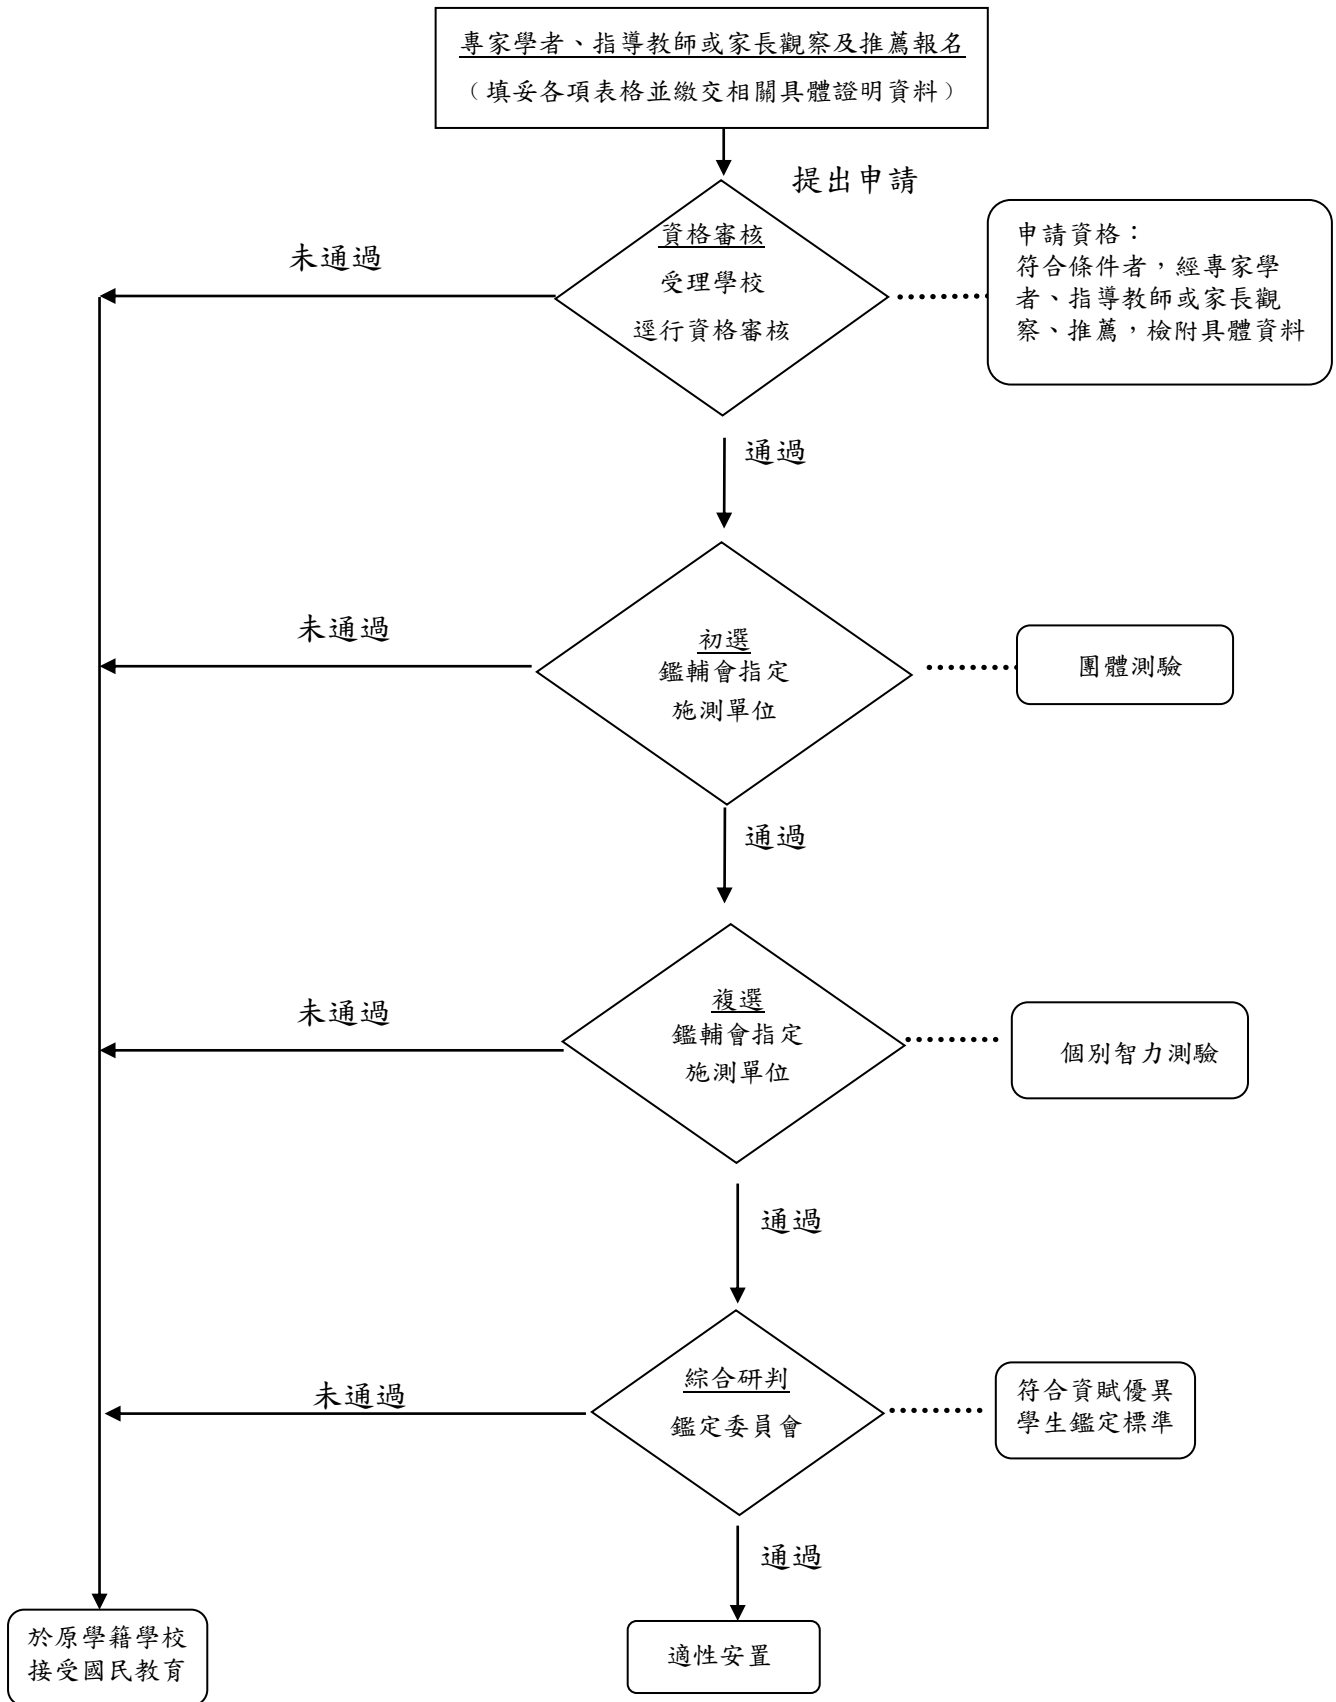 專家學者、指導教師或家長觀察及推薦報名
（填妥各項表格並繳交相關具體證明資料）
提出申請
資格審核
受理學校
逕行資格審核
未通過
申請資格：
符合條件者，經專家學
者、指導教師或家長觀
察、推薦，檢附具體資料
通過
未通過
初選
鑑輔會指定
施測單位
團體測驗
通過
未通過
複選
鑑輔會指定
施測單位
個別智力測驗
通過
未通過
綜合研判
鑑定委員會
符合資賦優異
學生鑑定標準
通過
於原學籍學校
接受國民教育
適性安置